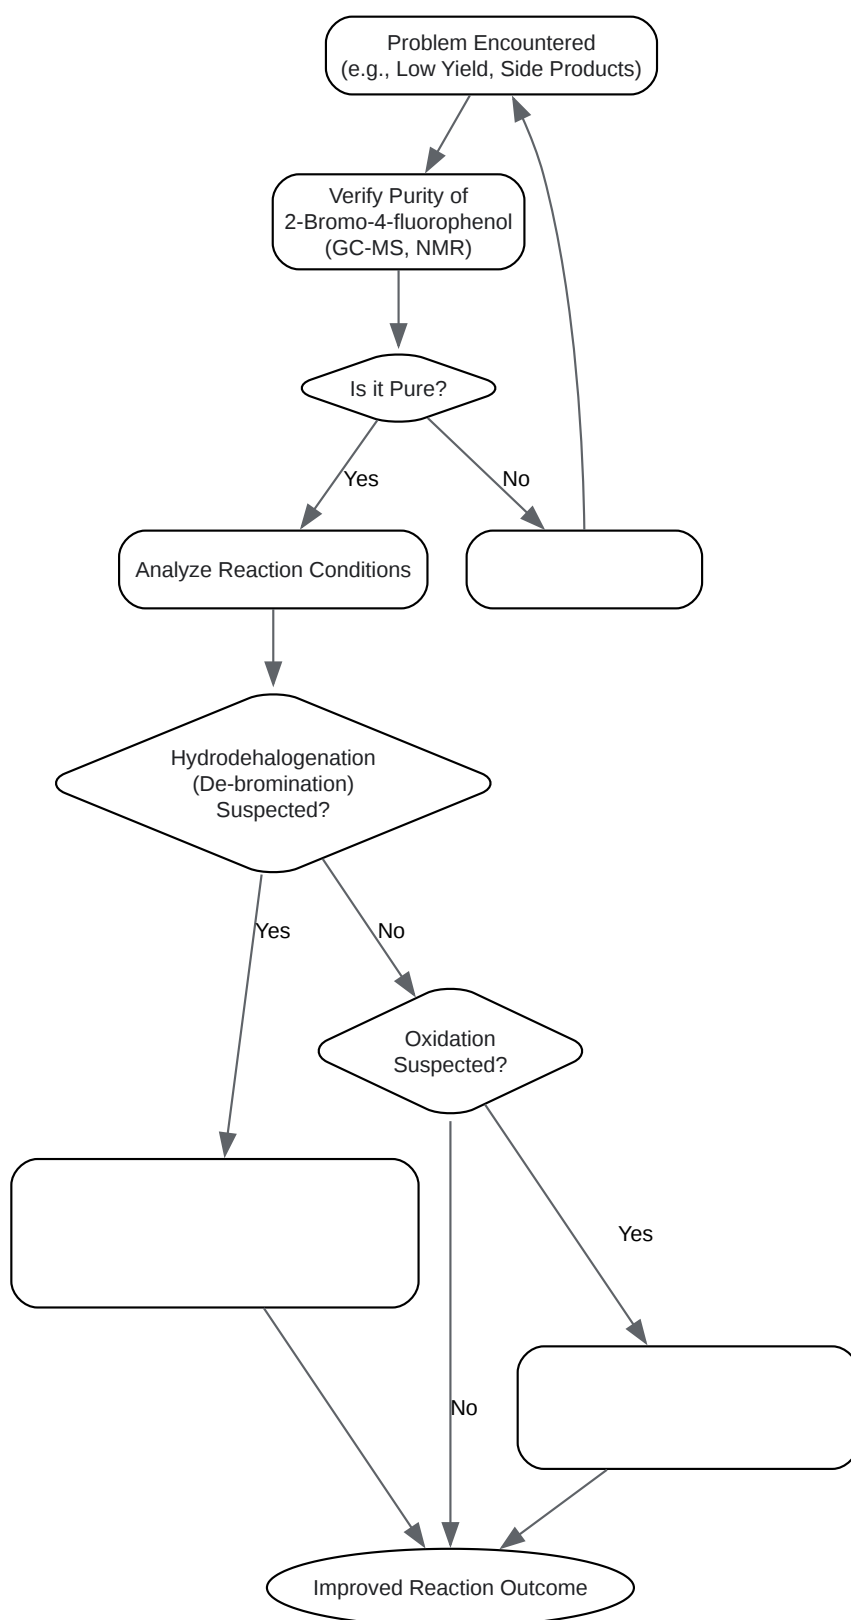 Problem Encountered
(e.g., Low Yield, Side Products)
Verify Purity of
2-Bromo-4-fluorophenol
(GC-MS, NMR)
Is it Pure?
Yes
No
Analyze Reaction Conditions
Hydrodehalogenation
(De-bromination)
Suspected?
Yes
No
Oxidation
Suspected?
Yes
No
Improved Reaction Outcome